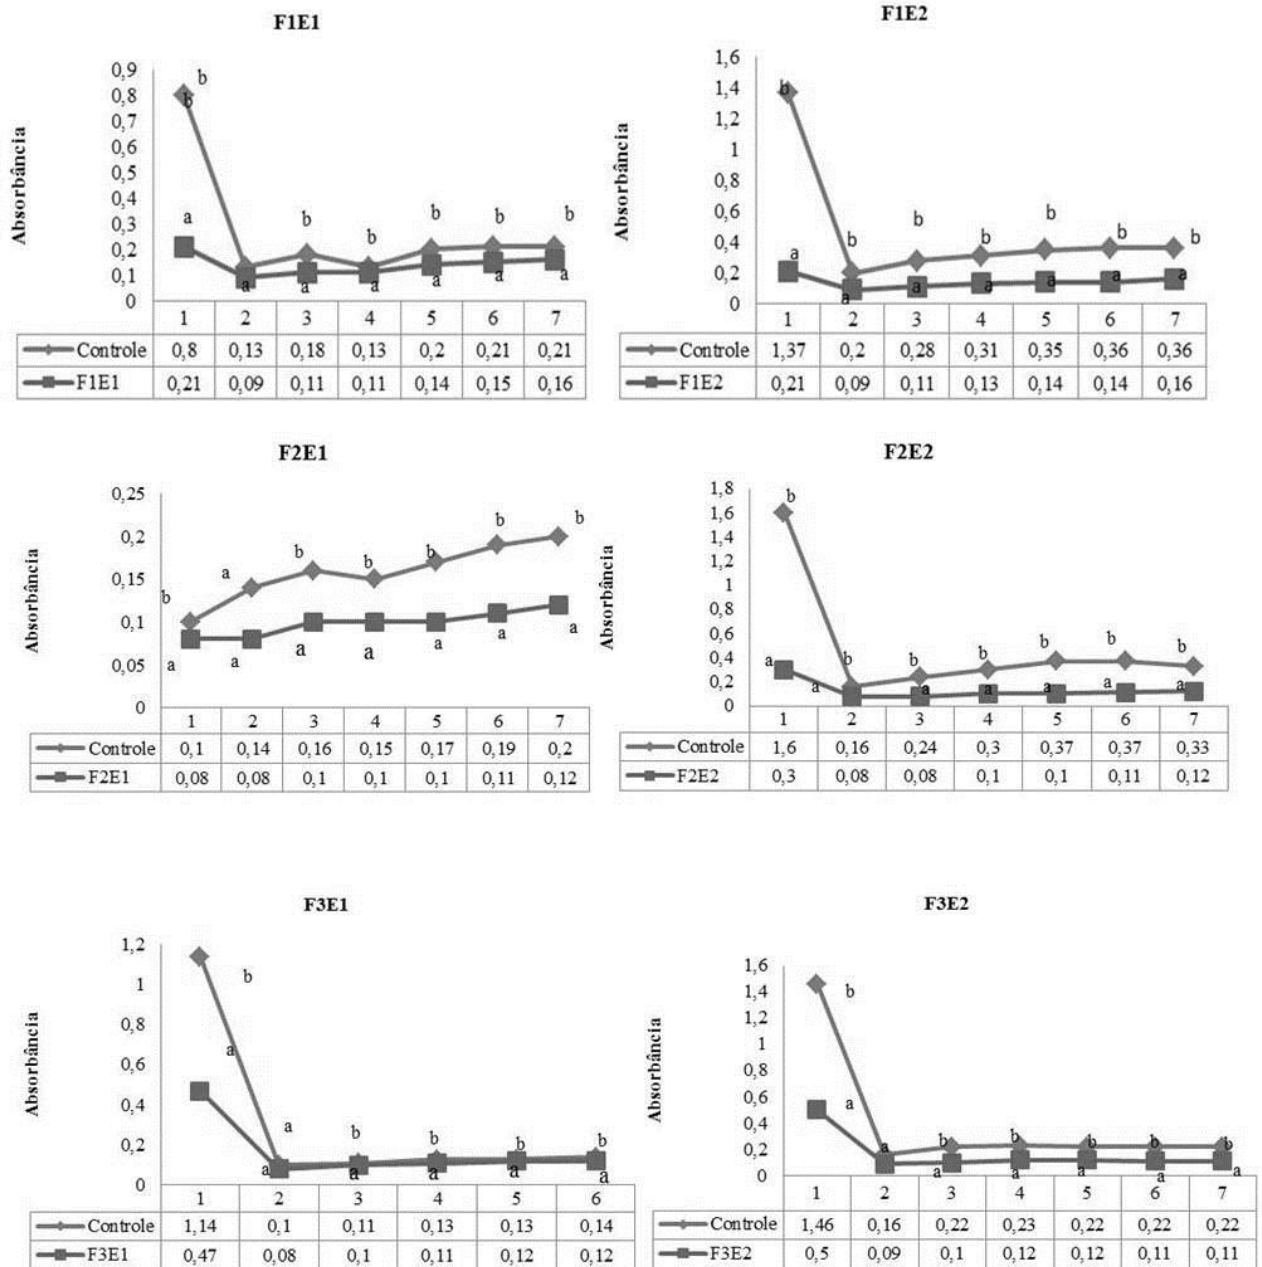 F1E1
Absorbância
0,9
0,8
0,7
0,6
0,5
0,4
0,3
0,2
0,1
0
b
b
a
b
b
b
b
b
a
a
a
a
a
a
1 2 3 4 5 6 7
Controle 0,8 0,13 0,18 0,13 0,2 0,21 0,21
F1E1 0,21 0,09 0,11 0,11 0,14 0,15 0,16
F1E2
Absorbância
1,6
1,4
1,2
1
0,8
0,6
0,4
0,2
0
b
b
b
b
b
b
b
a
a
a
a
a
a
a
1 2 3 4 5 6 7
Controle 1,37 0,2 0,28 0,31 0,35 0,36 0,36
F1E2 0,21 0,09 0,11 0,13 0,14 0,14 0,16
F2E1
Absorbância
0,25
0,2
0,15
0,1
0,05
0
b
a
b
b
b
b
b
a
a
a
a
a
a
a
1 2 3 4 5 6 7
Controle 0,1 0,14 0,16 0,15 0,17 0,19 0,2
F2E1 0,08 0,08 0,1 0,1 0,1 0,11 0,12
F2E2
Absorbância
1,8
1,6
1,4
1,2
1
0,8
0,6
0,4
0,2
0
b
b
b
b
b
b
b
a
a
a
a
a
a
a
1 2 3 4 5 6 7
Controle 1,6 0,16 0,24 0,3 0,37 0,37 0,33
F2E2 0,3 0,08 0,08 0,1 0,1 0,11 0,12
F3E1
Absorbância
1,2
1
0,8
0,6
0,4
0,2
0
b
a
a
b
b
b
b
a
a
a
a
a
1 2 3 4 5 6
Controle 1,14 0,1 0,11 0,13 0,13 0,14
F3E1 0,47 0,08 0,1 0,11 0,12 0,12
F3E2
Absorbância
1,6
1,4
1,2
1
0,8
0,6
0,4
0,2
0
b
a
a
b
b
b
b
b
a
a
a
a
a
1 2 3 4 5 6 7
Controle 1,46 0,16 0,22 0,23 0,22 0,22 0,22
F3E2 0,5 0,09 0,1 0,12 0,12 0,11 0,11